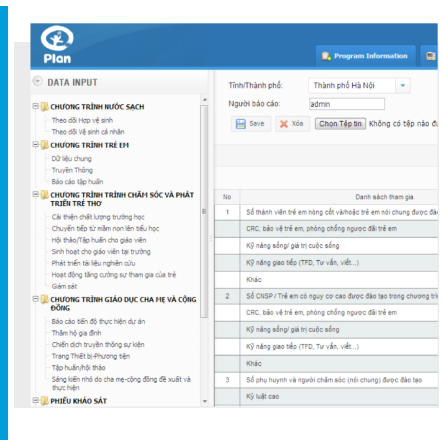 Plan
Program Information
DATA INPUT
CHƯƠNG TRÌNH NƯỚC SẠCH
Theo dõi Hợp vệ sinh
Theo dõi Vệ sinh cá nhân
CHƯƠNG TRÌNH TRẺ EM
Dữ liệu chung
Truyền Thông
Báo cáo tập huấn
CHƯƠNG TRÌNH TRÌNH CHĂM SÓC VÀ PHÁT
TRIỂN TRẺ THƠ
Cải thiện chất lượng trường học
Chuyển tiếp từ mầm non lên tiểu học
Hội thảo/Tập huấn cho giáo viên
Sinh hoạt cho giáo viên tại trường
Phát triển tài liệu nghiên cứu
Hoạt động tăng cường sự tham gia của trẻ
Giám sát
CHƯƠNG TRÌNH GIÁO DỤC CHA MẸ VÀ CỘNG
ĐỒNG
Báo cáo tiến độ thực hiện dự án
Thăm hộ gia đình
Chiến dịch truyền thông sự kiện
Trang Thiết bị-Phương tiện
Tập huấn/hội thảo
Sáng kiến nhỏ do cha mẹ-cộng đồng đề xuất và
thực hiện
PHIẾU KHẢO SÁT
Tỉnh/Thành phố: Thành phố Hà Nội
Người báo cáo: admin
Save Xóa Chọn Tệp tin Không có tệp nào đư
No Danh sách tham gia
1 Số thành viên trẻ em nòng cốt và/hoặc trẻ em nói chung được đào
CRC, bảo vệ trẻ em, phòng chống ngược đãi trẻ em
Kỹ năng sống/ giá trị cuộc sống
Kỹ năng giao tiếp (TFD, Tư vấn, viết...)
Khác
2 Số CNSP / Trẻ em có nguy cơ cao được đào tạo trong chương trì
CRC, bảo vệ trẻ em, phòng chống ngược đãi trẻ em
Kỹ năng sống/ giá trị cuộc sống
Kỹ năng giao tiếp (TFD, Tư vấn, viết...)
Khác
3 Số phụ huynh và người chăm sóc (nói chung) được đào tạo
Kỷ luật cao